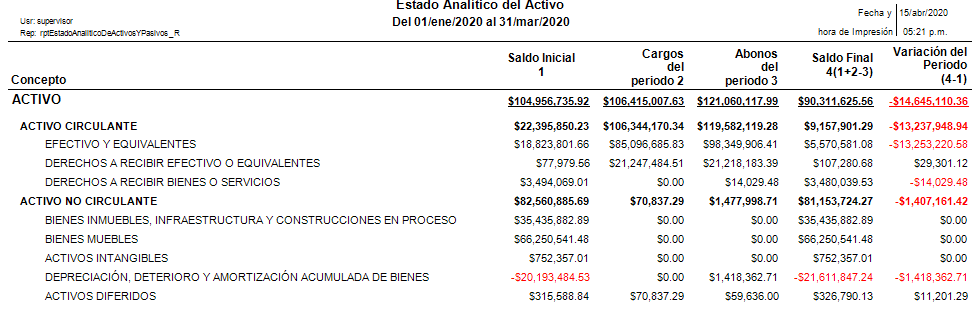 Estado Analítico del Activo
Del 01/ene/2020 al 31/mar/2020
Usr: supervisor
Rep: rptEstadoAnaliticoDeActivosYPasivos_R
Fecha y 15/abr/2020
hora de Impresión 05:21 p.m.
Concepto Saldo Inicial 1 Cargos del periodo 2 Abonos del periodo 3 Saldo Final 4(1+2-3) Variación del Periodo (4-1)
ACTIVO $104,956,735.92 $106,415,007.63 $121,060,117.99 $90,311,625.56 -$14,645,110.36
ACTIVO CIRCULANTE $22,395,850.23 $106,344,170.34 $119,582,119.28 $9,157,901.29 -$13,237,948.94
EFECTIVO Y EQUIVALENTES $18,823,801.66 $85,096,685.83 $98,349,906.41 $5,570,581.08 -$13,253,220.58
DERECHOS A RECIBIR EFECTIVO O EQUIVALENTES $77,979.56 $21,247,484.51 $21,218,183.39 $107,280.68 $29,301.12
DERECHOS A RECIBIR BIENES O SERVICIOS $3,494,069.01 $0.00 $14,029.48 $3,480,039.53 -$14,029.48
ACTIVO NO CIRCULANTE $82,560,885.69 $70,837.29 $1,477,998.71 $81,153,724.27 -$1,407,161.42
BIENES INMUEBLES, INFRAESTRUCTURA Y CONSTRUCCIONES EN PROCESO $35,435,882.89 $0.00 $0.00 $35,435,882.89 $0.00
BIENES MUEBLES $66,250,541.48 $0.00 $0.00 $66,250,541.48 $0.00
ACTIVOS INTANGIBLES $752,357.01 $0.00 $0.00 $752,357.01 $0.00
DEPRECIACIÓN, DETERIORO Y AMORTIZACIÓN ACUMULADA DE BIENES -$20,193,484.53 $0.00 $1,418,362.71 -$21,611,847.24 -$1,418,362.71
ACTIVOS DIFERIDOS $315,588.84 $70,837.29 $59,636.00 $326,790.13 $11,201.29